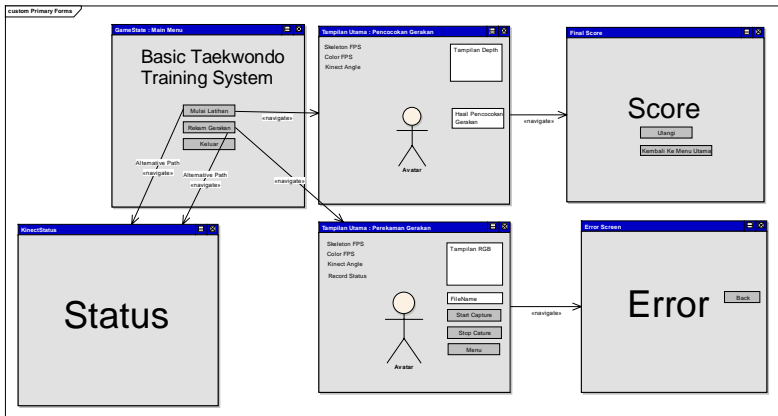 custom Primary Forms
GameState : Main Menu
Basic Taekwondo
Training System
Mulai Latihan
Rekam Gerakan
Keluar
Alternative Path
«navigate»
Alternative Path
«navigate»
«navigate»
«navigate»
Tampilan Utama : Pencocokan Gerakan
Skeleton FPS
Color FPS
Kinect Angle
Tampilan Depth
Hasil Pencocokan
Gerakan
Avatar
«navigate»
Final Score
Score
Ulangi
Kembali Ke Menu Utama
KinectStatus
Status
Tampilan Utama : Perekaman Gerakan
Skeleton FPS
Color FPS
Kinect Angle
Record Status
Tampilan RGB
FileName
Start Capture
Stop Cature
Menu
Avatar
«navigate»
Error Screen
Error
Back